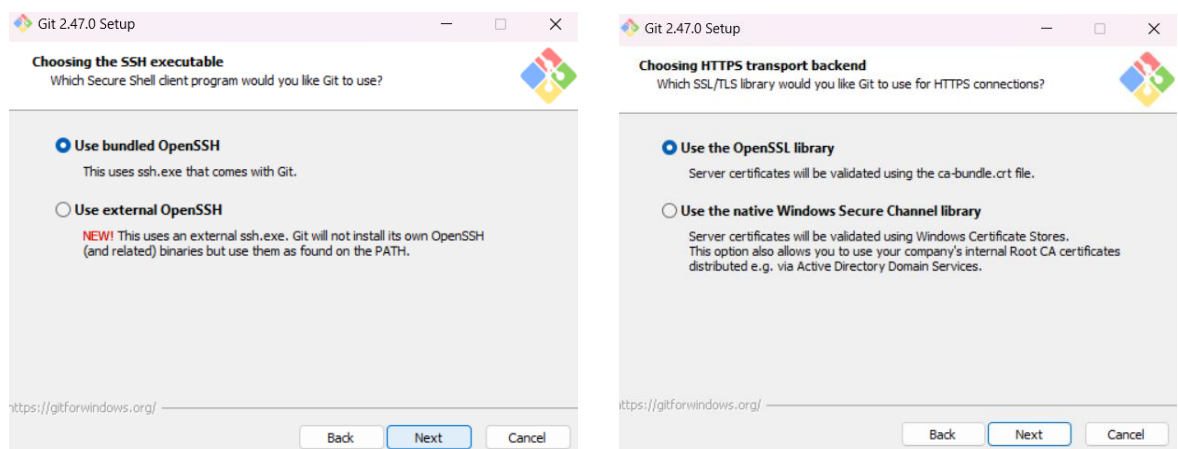 Git 2.47.0 Setup
Choosing the SSH executable
Which Secure Shell client program would you like Git to use?
Use bundled OpenSSH
This uses ssh.exe that comes with Git.
Use external OpenSSH
NEW! This uses an external ssh.exe. Git will not install its own OpenSSH
(and related) binaries but use them as found on the PATH.
https://gitforwindows.org/
Back
Next
Cancel
Git 2.47.0 Setup
Choosing HTTPS transport backend
Which SSL/TLS library would you like Git to use for HTTPS connections?
Use the OpenSSL library
Server certificates will be validated using the ca-bundle.crt file.
Use the native Windows Secure Channel library
Server certificates will be validated using Windows Certificate Stores.
This option also allows you to use your company's internal Root CA certificates
distributed e.g. via Active Directory Domain Services.
https://gitforwindows.org/
Back
Next
Cancel